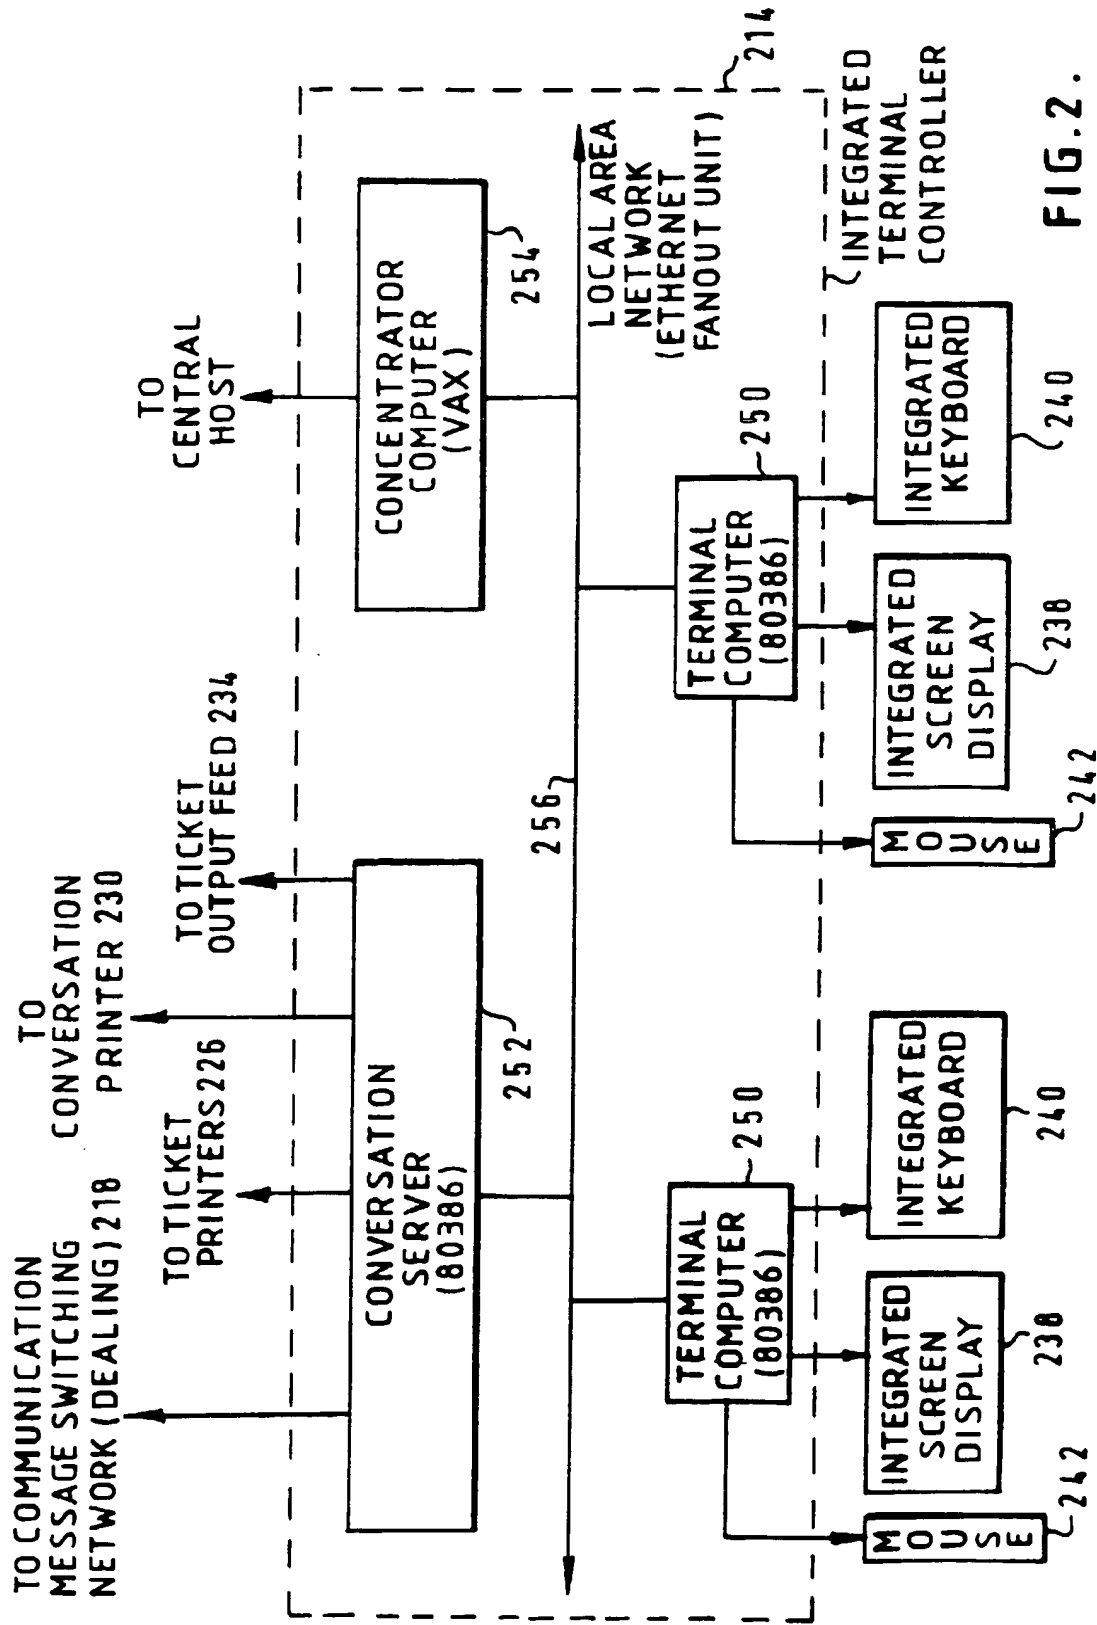 TO COMMUNICATION
MESSAGE SWITCHING
NETWORK (DEALING) 218
TO TICKET
PRINTERS 226
TO
CONVERSATION
PRINTER 230
TO TICKET
OUTPUT FEED 234
TO
CENTRAL
HOST
CONVERSATION
SERVER
(80386)
252
CONCENTRATOR
COMPUTER
(VAX)
254
256
LOCAL AREA
NETWORK
(ETHERNET
FANOUT UNIT)
214
TERMINAL
COMPUTER
(80386)
250
TERMINAL
COMPUTER
(80386)
250
INTEGRATED
TERMINAL
CONTROLLER
MOUSE
242
INTEGRATED
SCREEN
DISPLAY
238
INTEGRATED
KEYBOARD
240
MOUSE
242
INTEGRATED
SCREEN
DISPLAY
238
INTEGRATED
KEYBOARD
240
FIG.2.